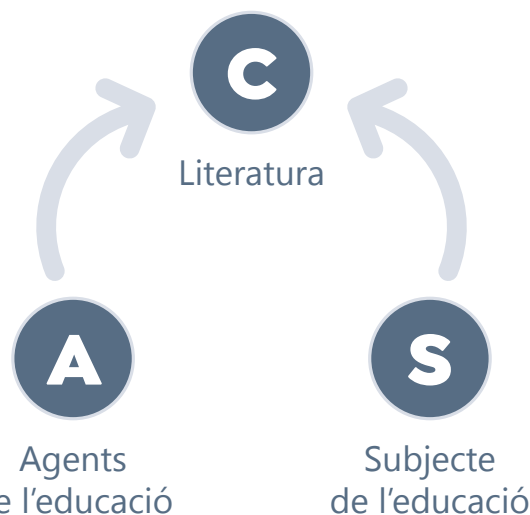 C
Literatura
A
Agents
e l'educació
S
Subjecte
de l'educació